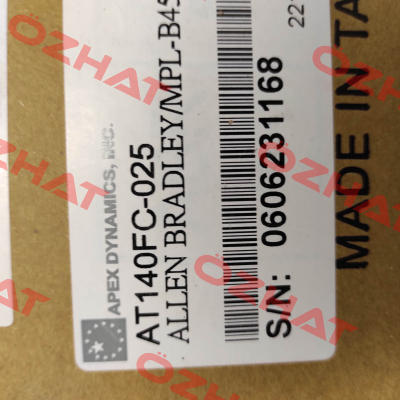 APEX DYNAMICS, INC.
AT140FC-025
ALLEN BRADLEY/MPL-B45
S/N: 0606231168
22
MADE IN TA
OZHAT
OZHAT
OZHAT
OZHAT
OZHAT